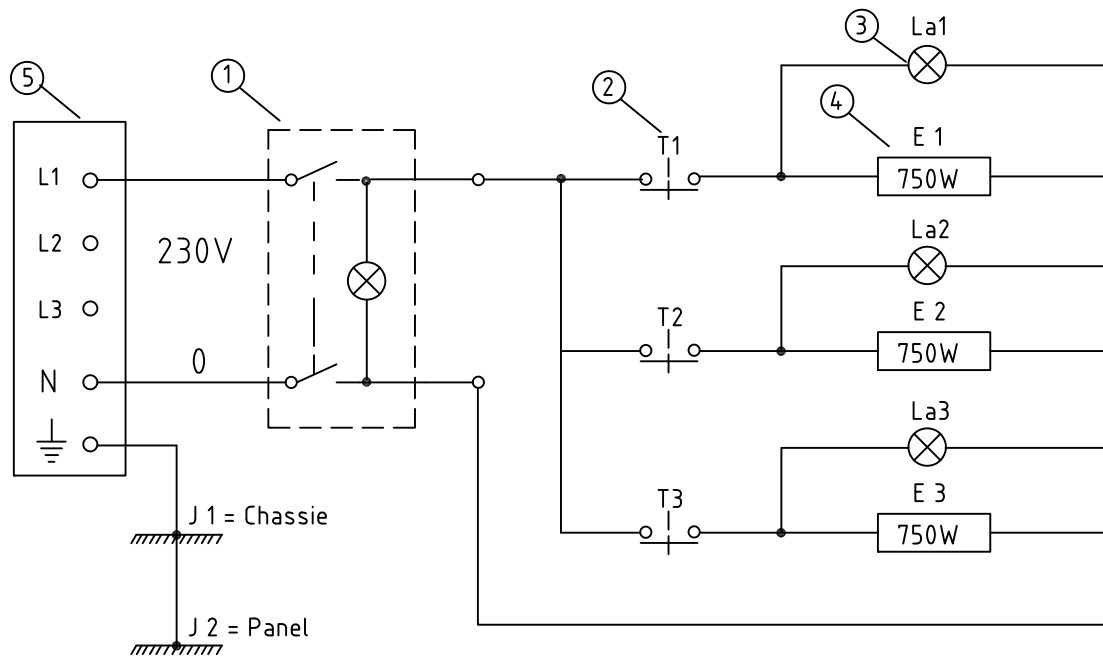 3
La1
5
1
2
4
T1
E 1
L1
750W
La2
L2
230V
E 2
L3
T2
750W
0
N
La3
T3
E 3
J 1 = Chassie
750W
J 2 = Panel